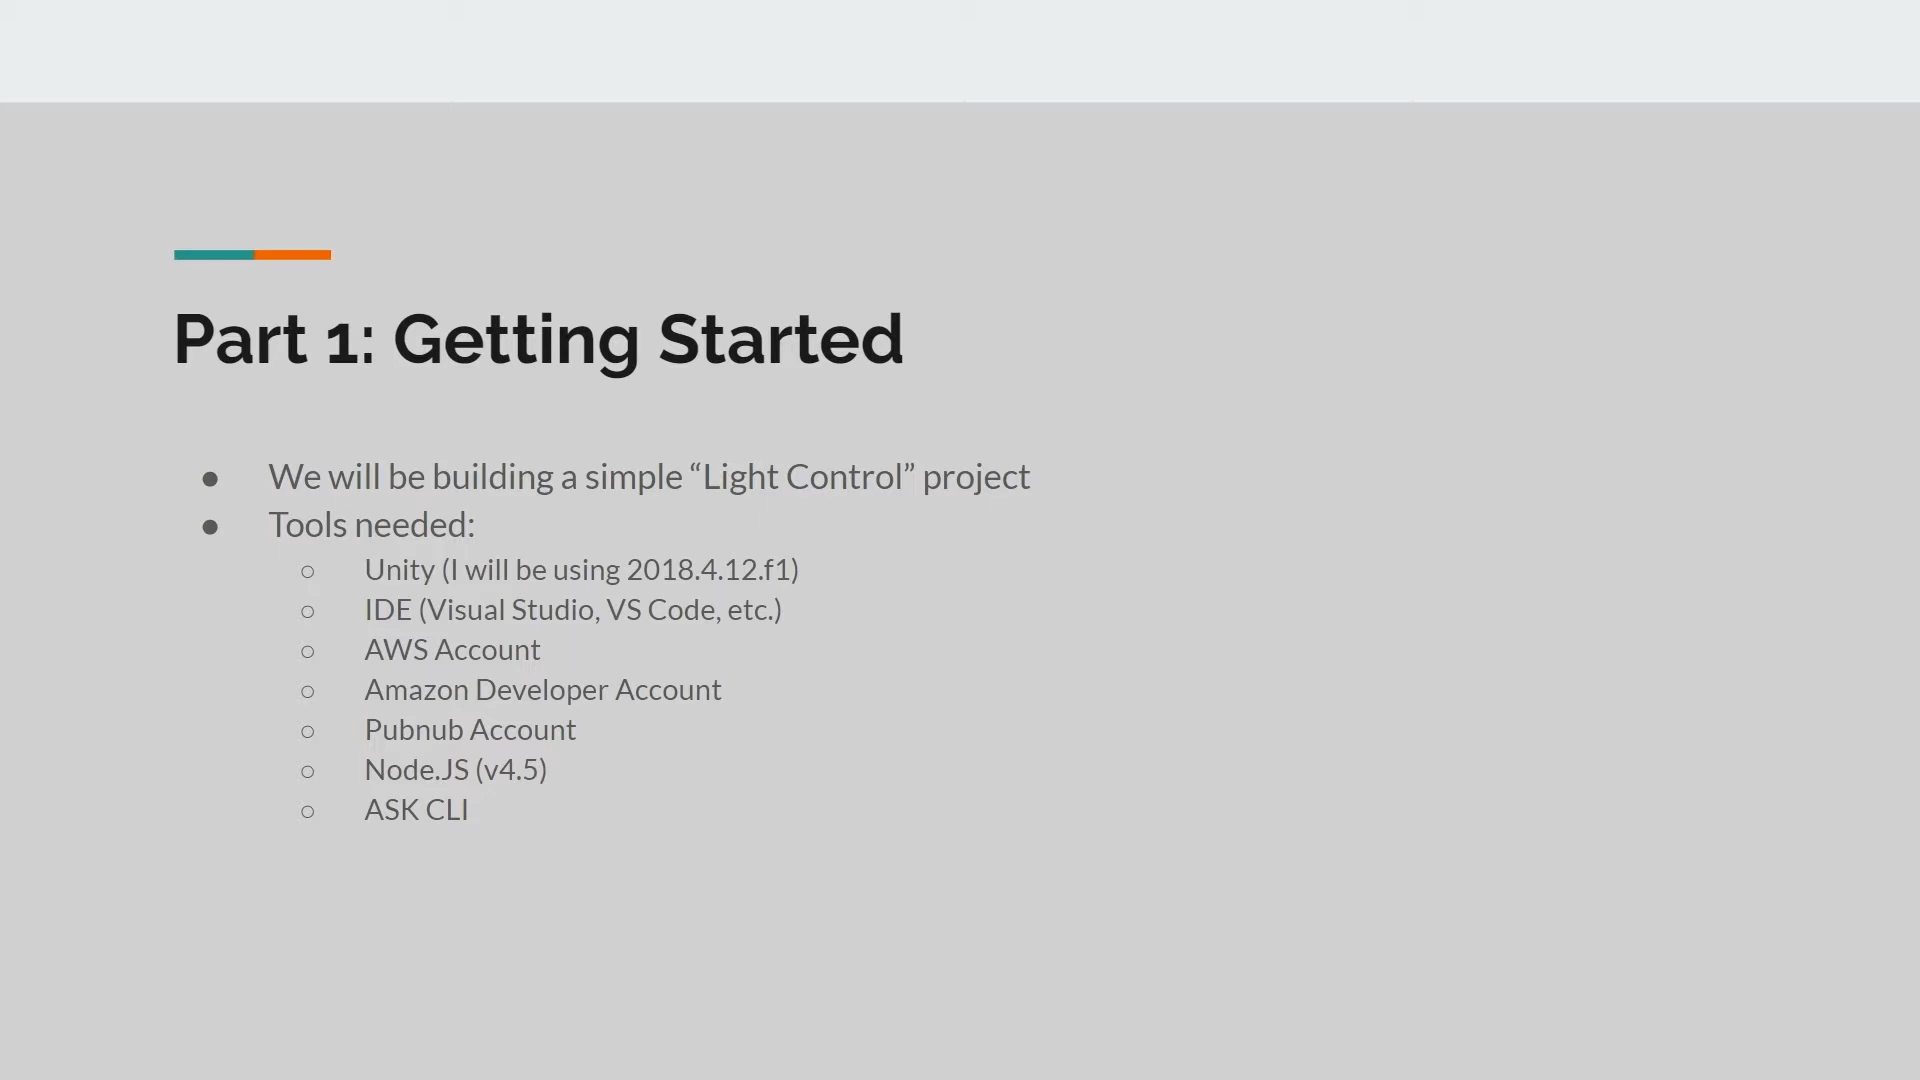 Part 1: Getting Started
● We will be building a simple “Light Control” project
● Tools needed:
○ Unity (I will be using 2018.4.12.f1)
○ IDE (Visual Studio, VS Code, etc.)
○ AWS Account
○ Amazon Developer Account
○ Pubnub Account
○ Node.JS (v4.5)
○ ASK CLI